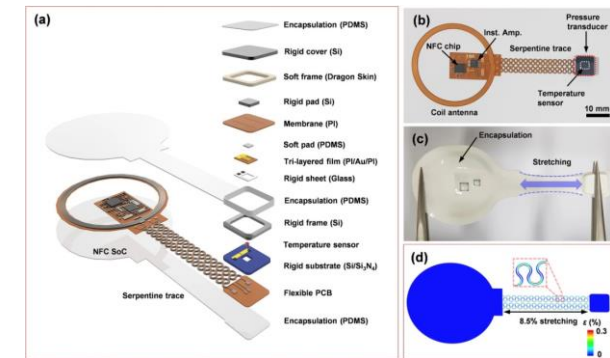 (a)
Encapsulation (PDMS)
Rigid cover (Si)
Soft frame (Dragon Skin)
Rigid pad (Si)
Membrane (PI)
Soft pad (PDMS)
Tri-layered film (PI/Au/PI)
Rigid sheet (Glass)
Encapsulation (PDMS)
Rigid frame (Si)
Temperature sensor
Rigid substrate (Si/Si₃N₄)
Flexible PCB
Encapsulation (PDMS)
NFC SoC
Serpentine trace
(b)
Pressure
transducer
Inst. Amp.
NFC chip
Serpentine trace
Temperature
sensor
Coil antenna
10 mm
(c)
Encapsulation
Stretching
(d)
8.5% stretching
ε (%)
0.3
0